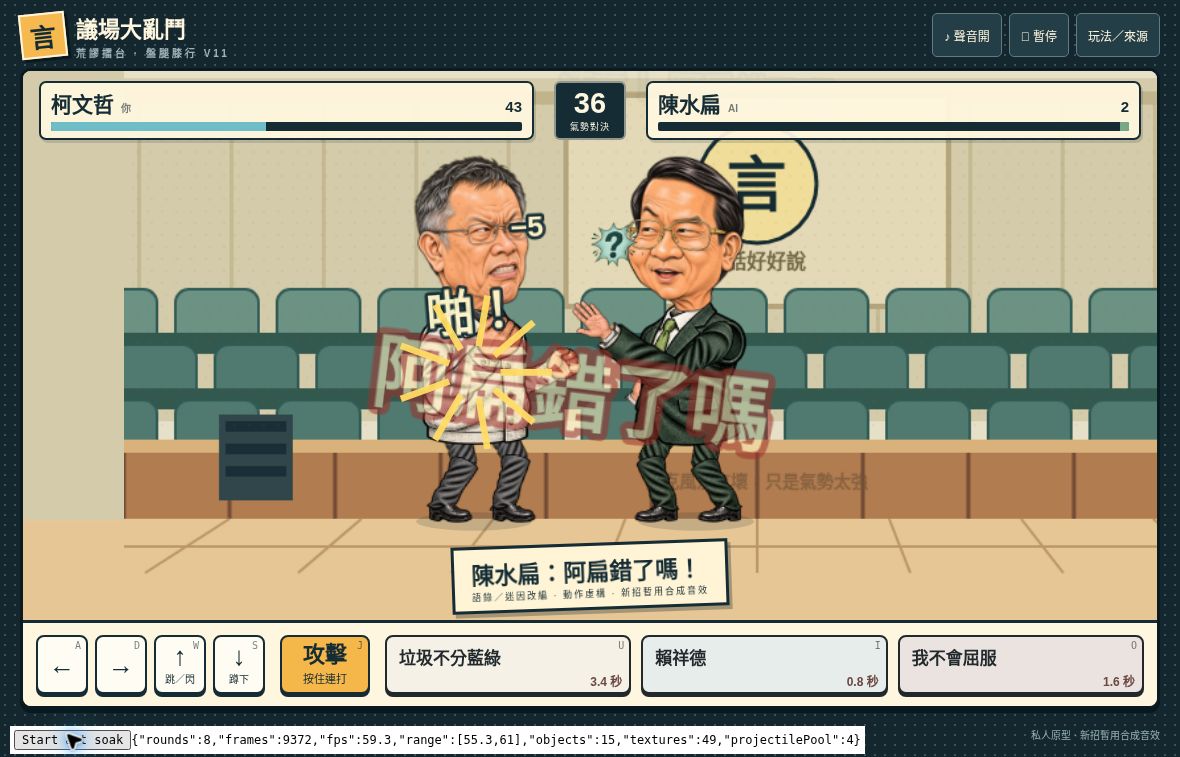 言
議場大亂鬥
荒謬擂台 · 盤腿膝行 V11
♪ 聲音開
暫停
玩法／來源
柯文哲 你 43
36
氣勢對決
陳水扁 AI 2
言
話好好說
-5
?
啪！
阿扁錯了嗎
只是氣勢太強
陳水扁：阿扁錯了嗎！
語錄／迷因改編 · 動作虛構 · 新招暫用合成音效
A
←
D
→
W
↑
跳／閃
S
↓
蹲下
J
攻擊
按住連打
U
垃圾不分藍綠
3.4 秒
I
賴祥德
0.8 秒
O
我不會屈服
1.6 秒
Start soak {"rounds":8,"frames":9372,"fps":59.3,"range":[55.3,61],"objects":15,"textures":49,"projectilePool":4}
私人原型 · 新招暫用合成音效